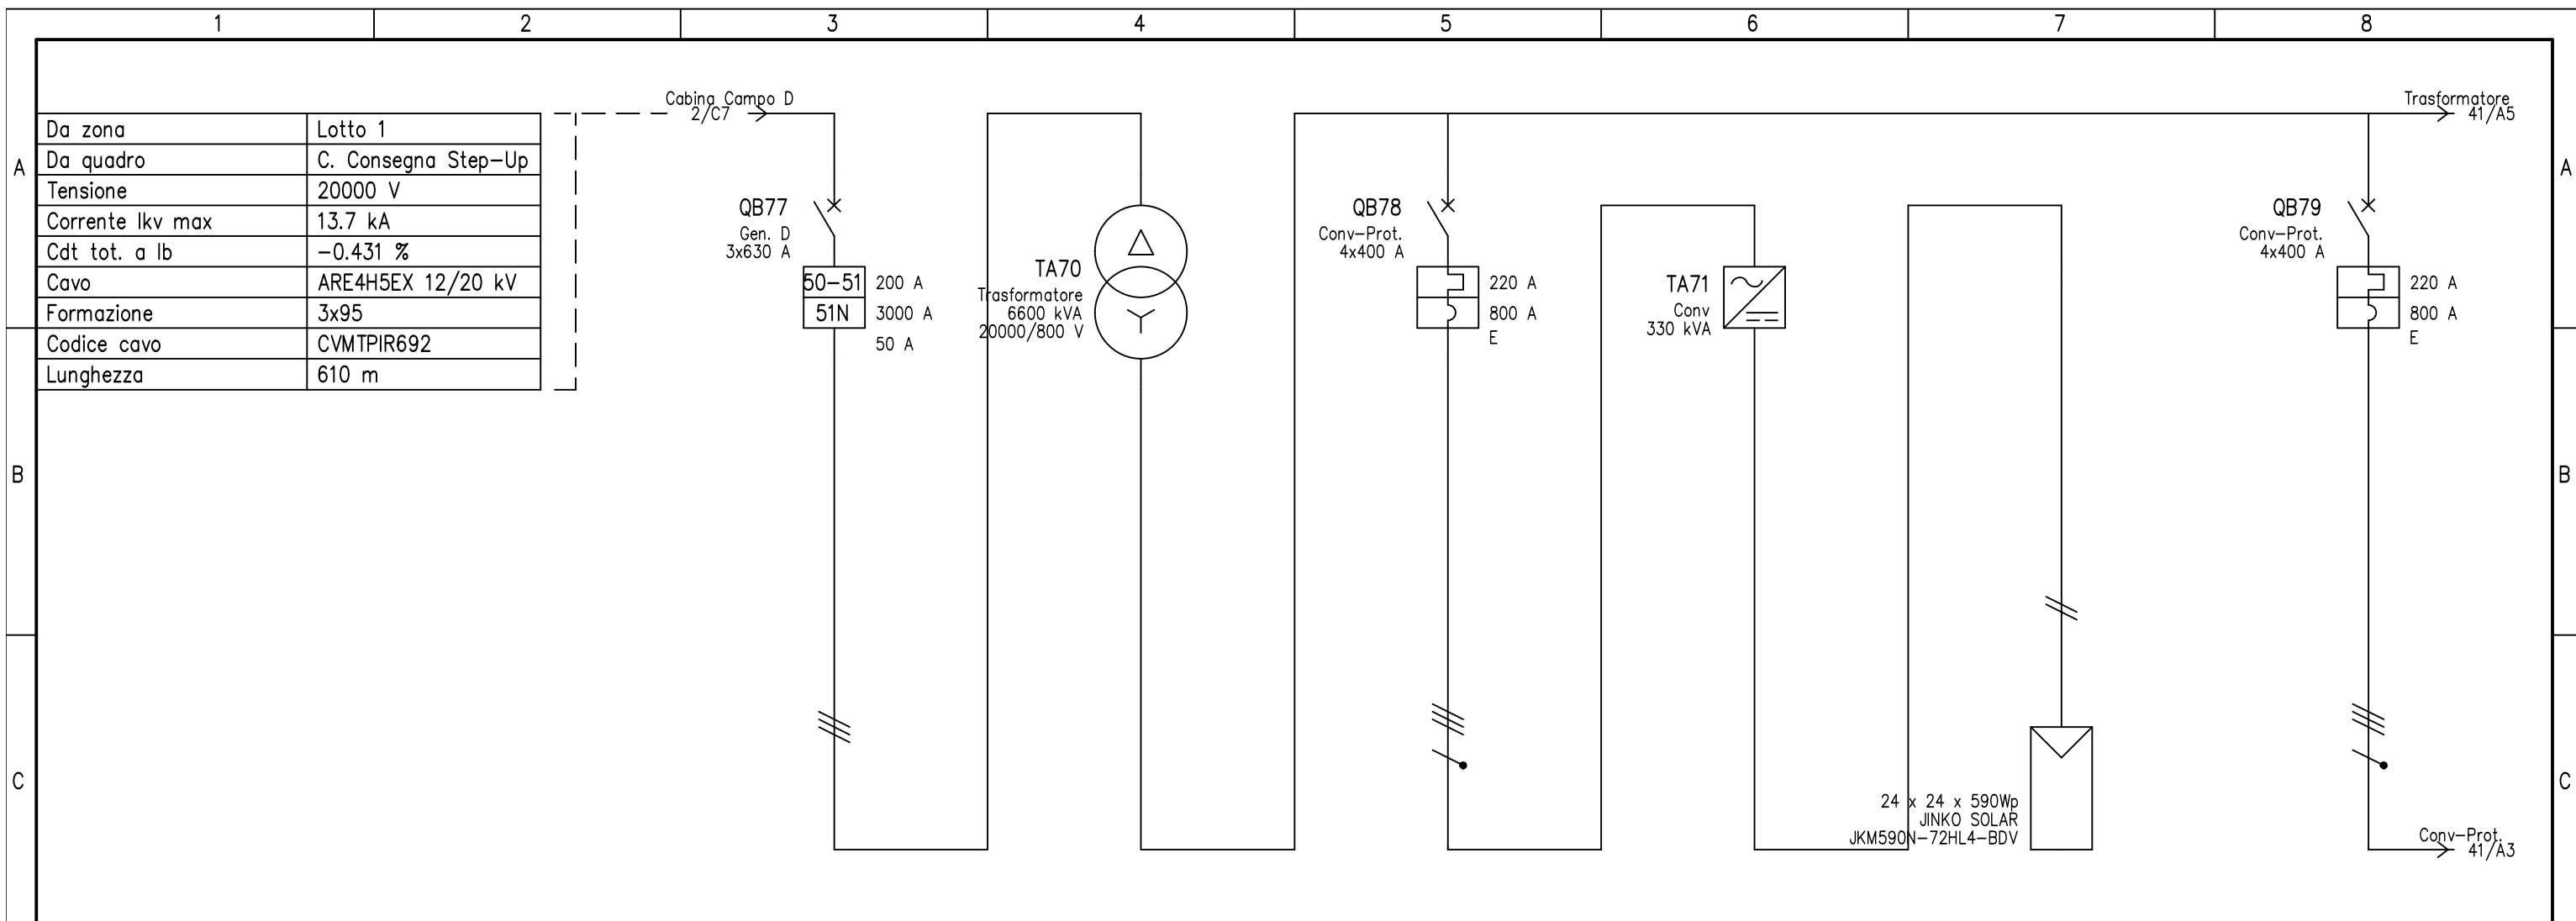 1 2 3 4 5 6 7 8
A
B
C
Da zona Lotto 1
Da quadro C. Consegna Step-Up
Tensione 20000 V
Corrente Ikv max 13.7 kA
Cdt tot. a Ib -0.431 %
Cavo ARE4H5EX 12/20 kV
Formazione 3x95
Codice cavo CVMTPIR692
Lunghezza 610 m
Cabina Campo D
2/C7
QB77
Gen. D
3x630 A
50-51 200 A
51N 3000 A
50 A
TA70
Trasformatore
6600 kVA
20000/800 V
QB78
Conv-Prot.
4x400 A
220 A
800 A
E
TA71
Conv
330 kVA
24 x 24 x 590Wp
JINKO SOLAR
JKM590N-72HL4-BDV
Trasformatore
41/A5
QB79
Conv-Prot.
4x400 A
220 A
800 A
E
Conv-Prot.
41/A3
A
B
C